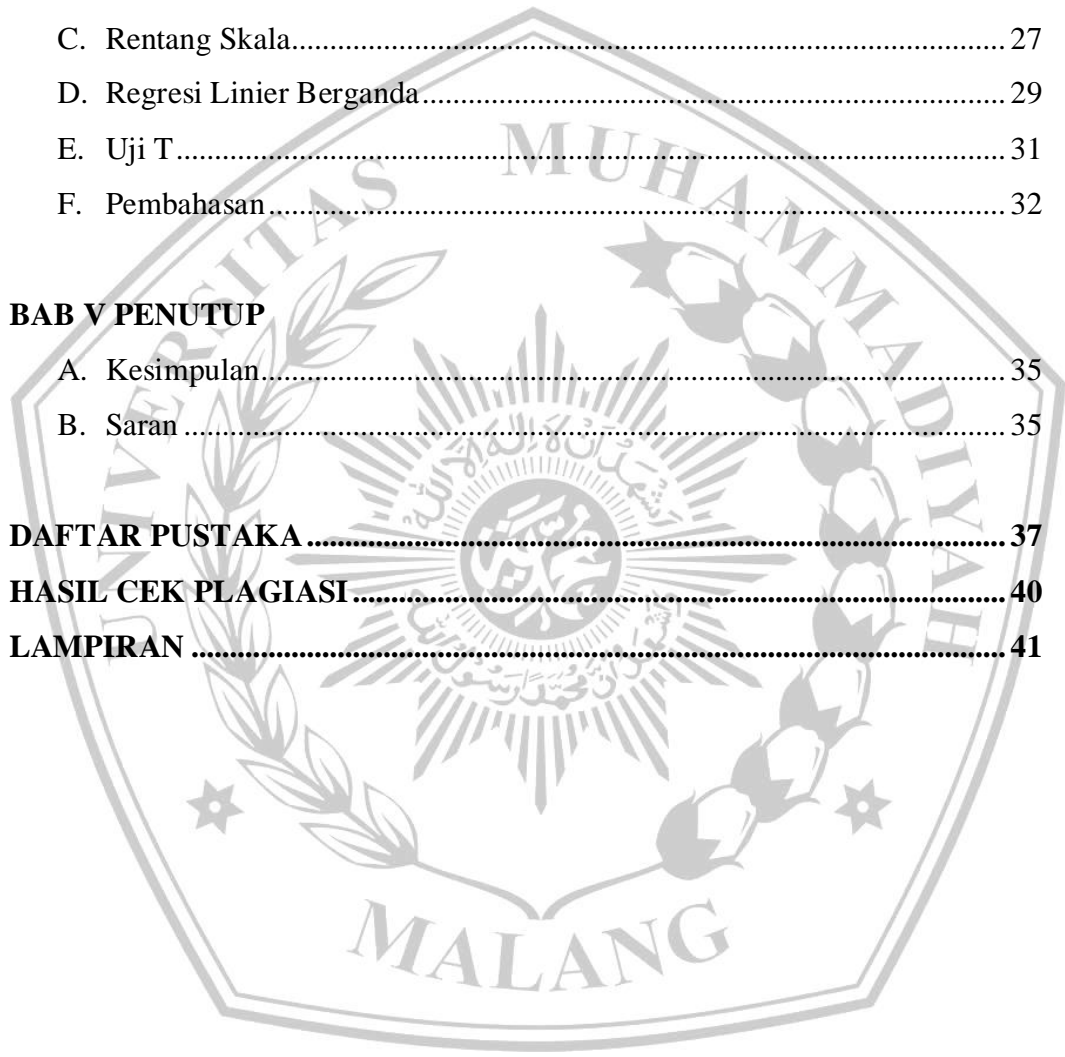 C. Rentang Skala.......................................................................................... 27
D. Regresi Linier Berganda......................................................................... 29
E. Uji T........................................................................................................ 31
F. Pembahasan............................................................................................. 32
BAB V PENUTUP
A. Kesimpulan.............................................................................................. 35
B. Saran ....................................................................................................... 35
DAFTAR PUSTAKA ......................................................................................... 37
HASIL CEK PLAGIASI.................................................................................... 40
LAMPIRAN ....................................................................................................... 41
UNIVERSITAS MUHAMMADIYAH
MALANG